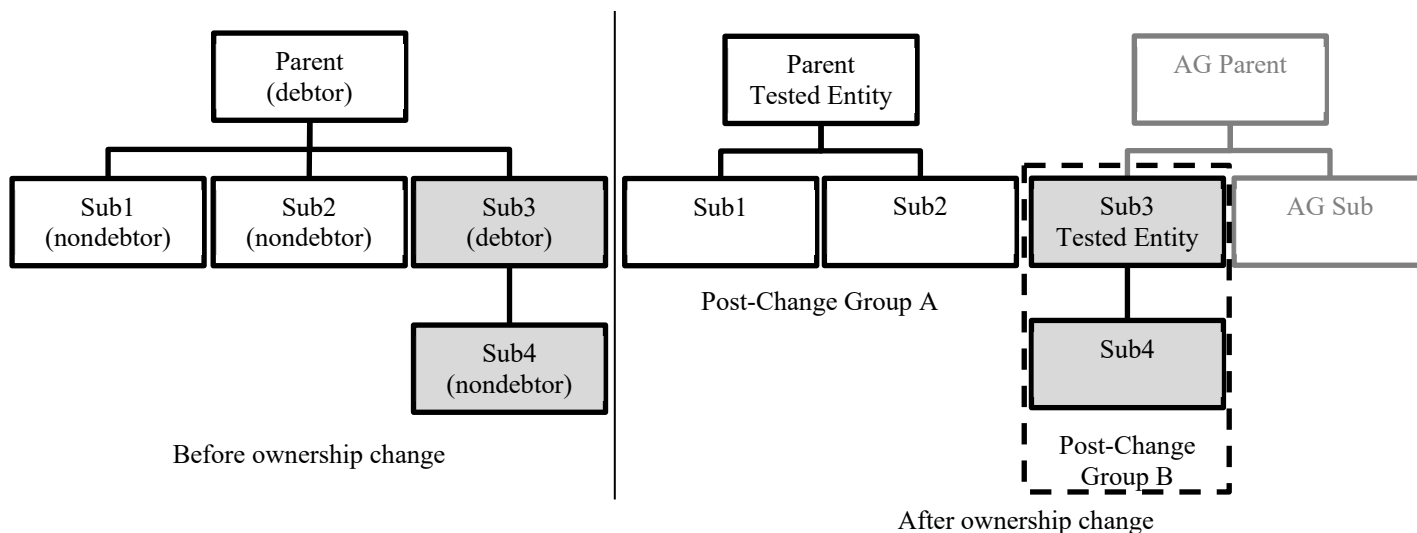 Parent
(debtor)
Sub1
(nondebtor)
Sub2
(nondebtor)
Sub3
(debtor)
Sub4
(nondebtor)
Before ownership change
Parent
Tested Entity
AG Parent
Sub1
Sub2
Sub3
Tested Entity
AG Sub
Post-Change Group A
Sub4
Post-Change
Group B
After ownership change